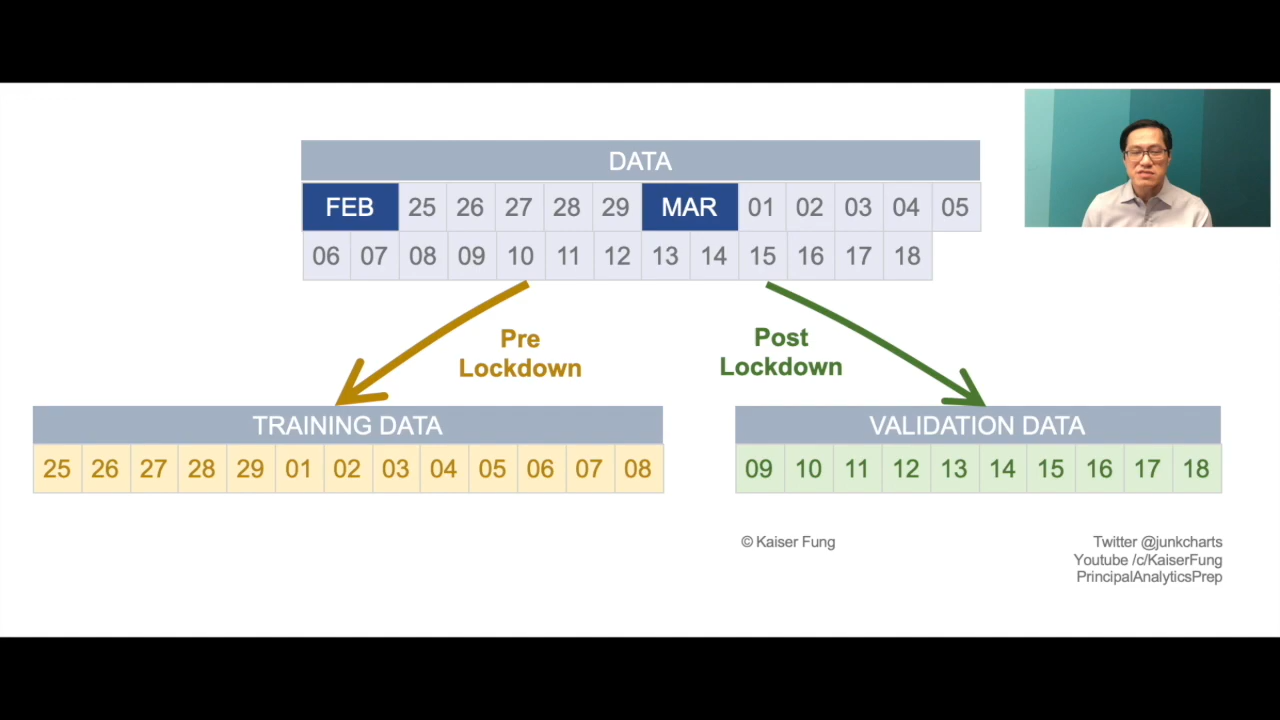 DATA
FEB 25 26 27 28 29 MAR 01 02 03 04 05
06 07 08 09 10 11 12 13 14 15 16 17 18
Pre
Lockdown
Post
Lockdown
TRAINING DATA
25 26 27 28 29 01 02 03 04 05 06 07 08
VALIDATION DATA
09 10 11 12 13 14 15 16 17 18
© Kaiser Fung
Twitter @junkcharts
Youtube /c/KaiserFung
PrincipalAnalyticsPrep